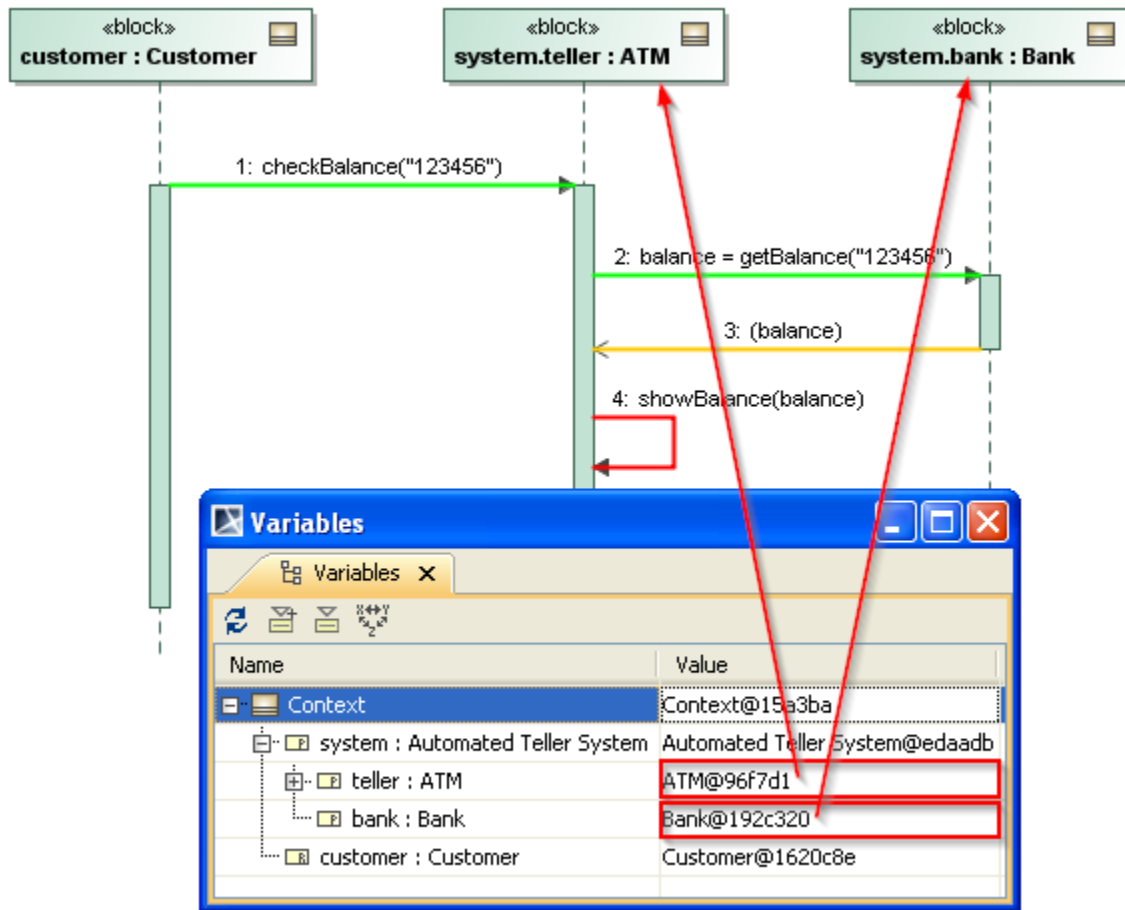 «block»
customer : Customer
«block»
system.teller : ATM
«block»
system.bank : Bank
1: checkBalance("123456")
2: balance = getBalance("123456")
3: (balance)
4: showBalance(balance)
Variables
Variables
Name Value
Context Context@15a3ba
system : Automated Teller System Automated Teller System@edaadb
teller : ATM ATM@96f7d1
bank : Bank Bank@192c320
customer : Customer Customer@1620c8e